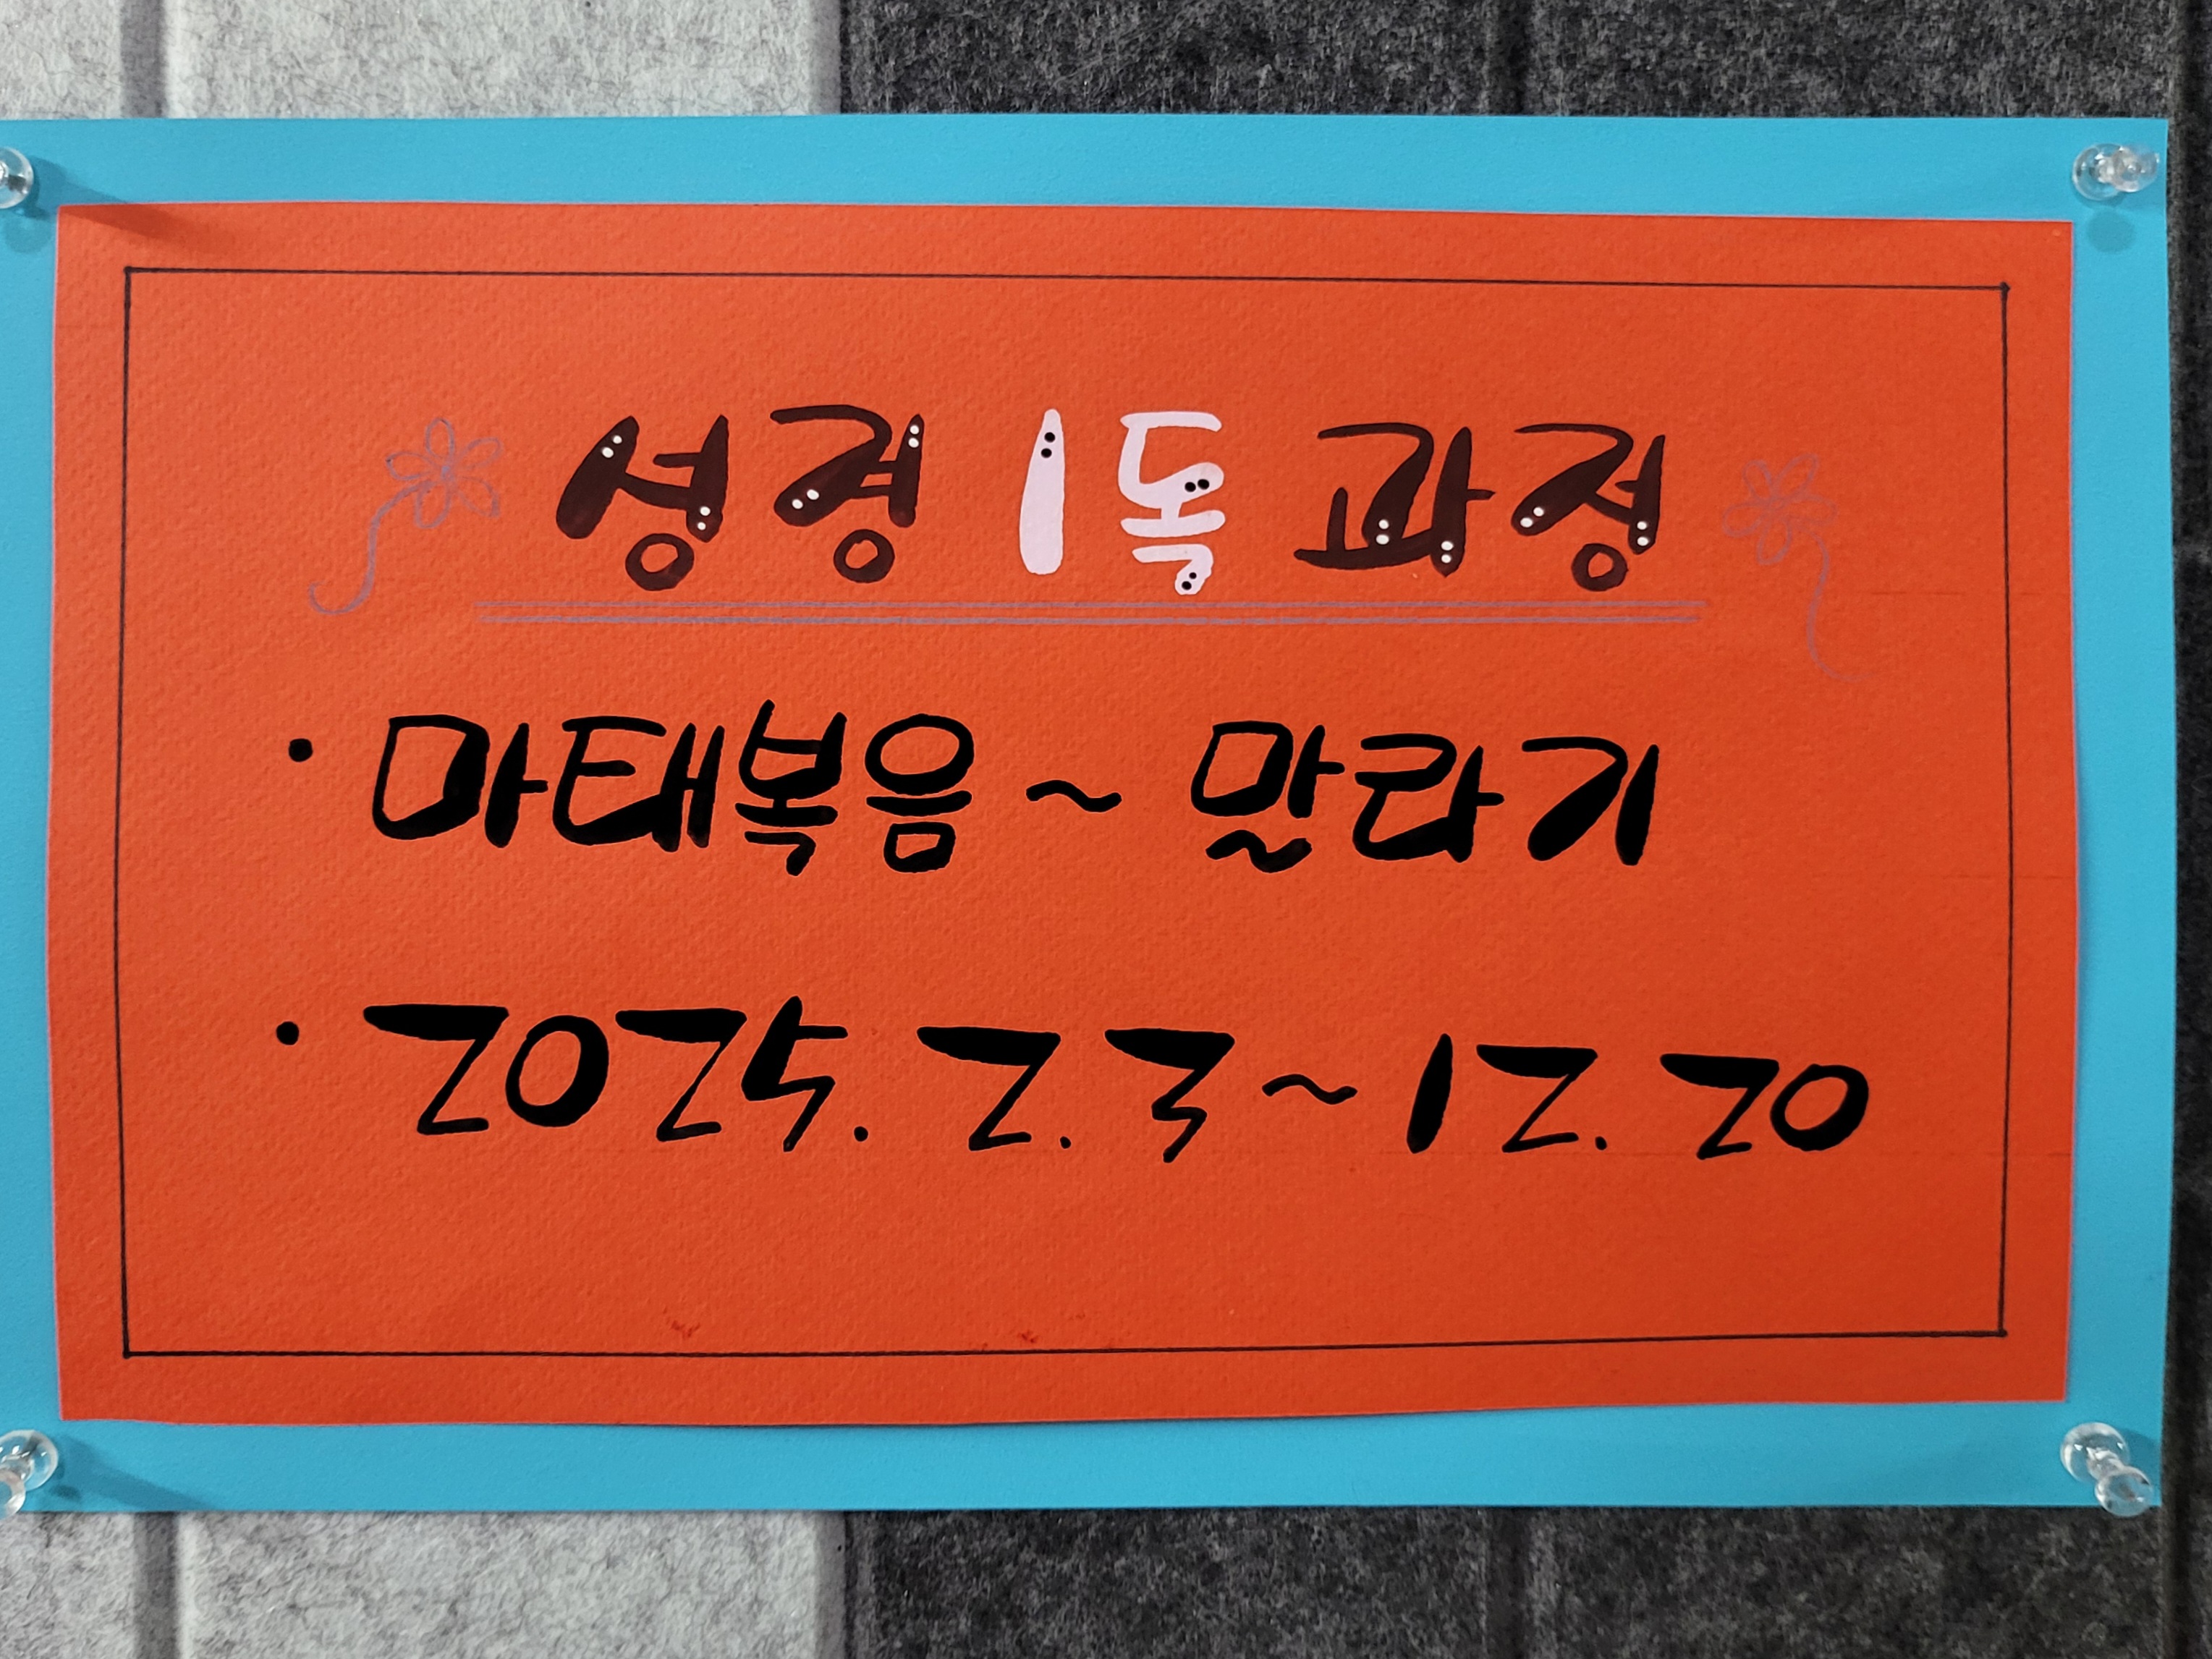 성경 1독 과정
• 마태복음 ~ 말라기
• 2025. 2. 3 ~ 12. 20